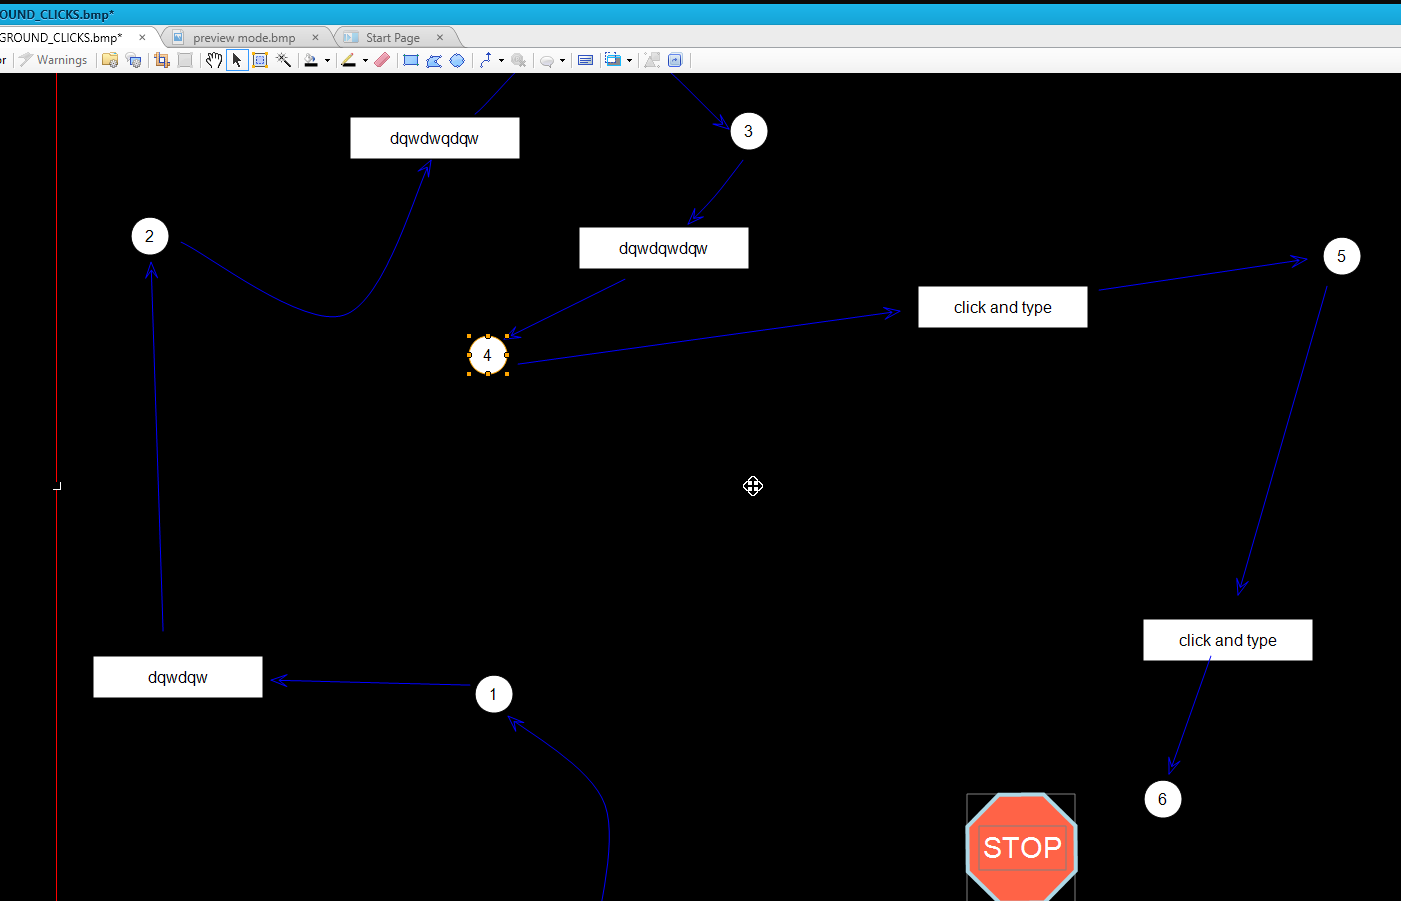 OUND_CLICKS.bmp*
GROUND_CLICKS.bmp*
preview mode.bmp
Start Page
or
Warnings
dqwdwqdqw
3
2
dqwdqwdqw
5
click and type
4
click and type
dqwdqw
1
6
STOP